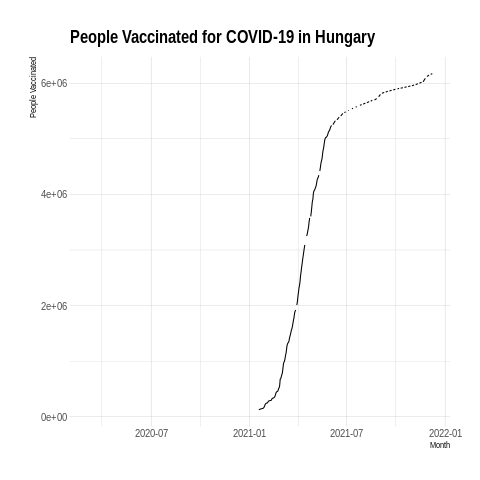 People Vaccinated for COVID-19 in Hungary
People Vaccinated
6e+06
4e+06
2e+06
0e+00
2020-07 2021-01 2021-07 2022-01
Month